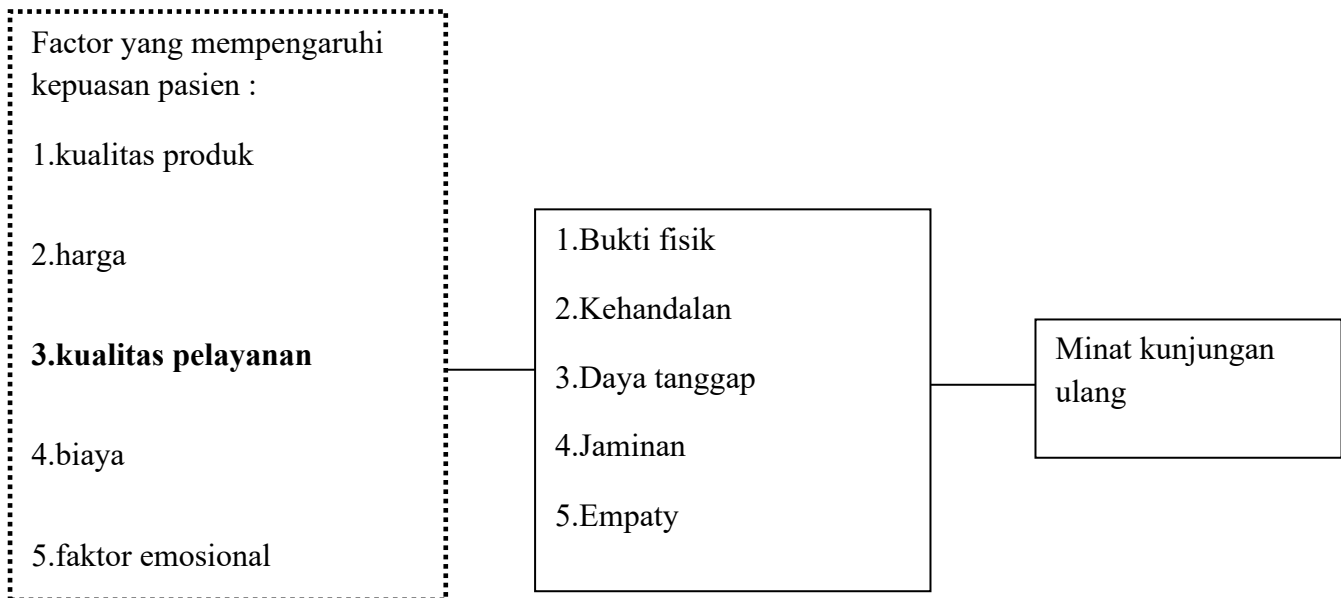 Factor yang mempengaruhi
kepuasan pasien :
1.kualitas produk
2.harga
3.kualitas pelayanan
4.biaya
5.faktor emosional
1.Bukti fisik
2.Kehandalan
3.Daya tanggap
4.Jaminan
5.Empaty
Minat kunjungan
ulang